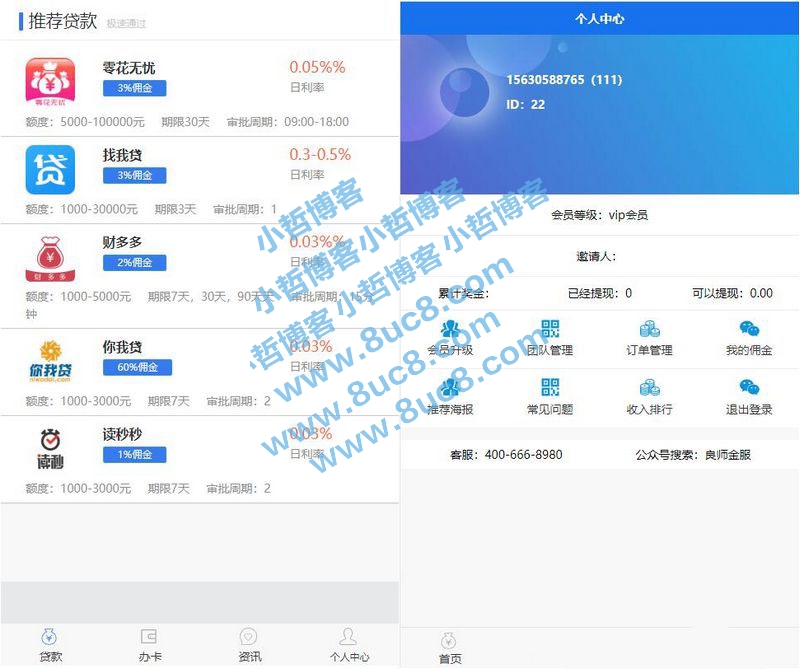 推荐贷款 极速通过
零花无忧
零花无忧
3%佣金
0.05%%
日利率
额度：5000-100000元 期限30天 审批周期：09:00-18:00
贷
找我贷
3%佣金
0.3-0.5%
日利率
额度：1000-30000元 期限3天 审批周期：1
财多多
财多多
2%佣金
0.03%%
日利率
额度：1000-5000元 期限7天，30天，90天天 审批周期：15分
钟
你我贷
niwodai.com
你我贷
60%佣金
0.03%
日利率
额度：1000-3000元 期限7天 审批周期：2
读秒
读秒秒
1%佣金
0.03%
日利率
额度：1000-3000元 期限7天 审批周期：2
贷款
办卡
资讯
个人中心
个人中心
15630588765（111）
ID：22
会员等级：vip会员
邀请人：
累计奖金：
已经提现：0
可以提现：0.00
会员升级
团队管理
订单管理
我的佣金
推荐海报
常见问题
收入排行
退出登录
客服：400-666-8980
公众号搜索：良师金服
首页
小哲博客小哲博客
小哲博客小哲博客
小哲博客
www.8uc8.com
www.8uc8.com
www.8uc8.com